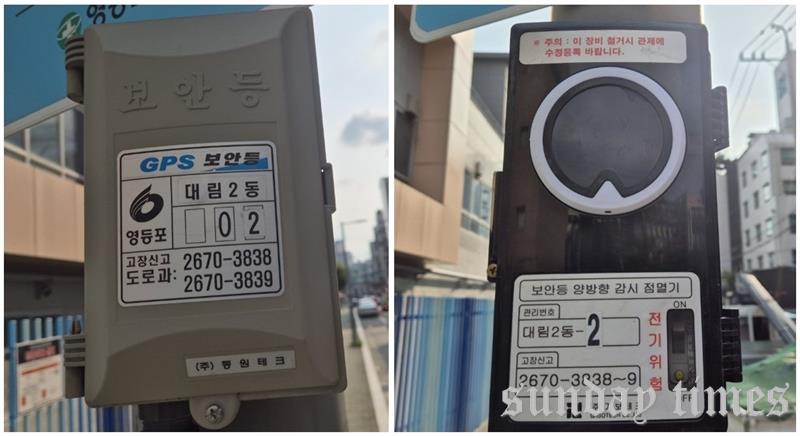 영등포
보안등
GPS 보안등
대림2동
0 2
영등포
고장신고
도로과:
2670-3838
2670-3839
(주) 동원테크
※ 주의 : 이 장비 철거시 관제에
수정등록 바랍니다.
보안등 양방향 감시 점멸기
관리번호
대림2동-2
고장신고
2670-3838~9
전기위험
ON
OFF
sunday times